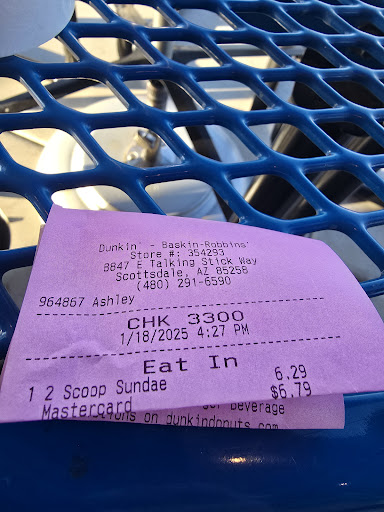 Dunkin' - Baskin-Robbins'
Store #: 354293
8847 E Talking Stick Way
Scottsdale, AZ 85258
(480) 291-6590
964867 Ashley
CHK 3300
1/18/2025 4:27 PM
Eat In
1 2 Scoop Sundae 6.29
Mastercard $6.79
beverage
on dunkindonuts.com